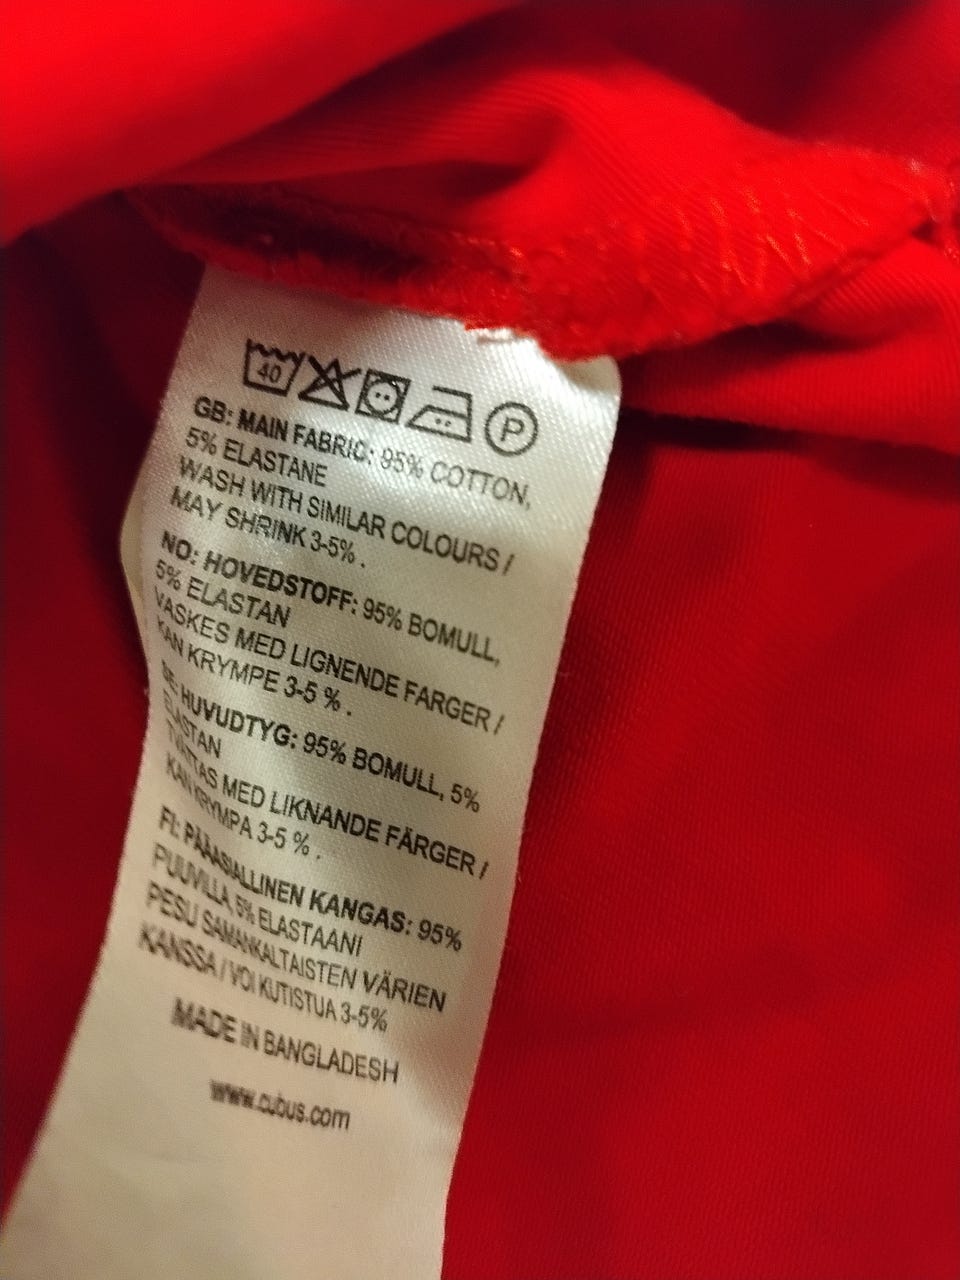 40 P
GB: MAIN FABRIC: 95% COTTON,
5% ELASTANE
WASH WITH SIMILAR COLOURS /
MAY SHRINK 3-5% .
NO: HOVEDSTOFF: 95% BOMULL,
5% ELASTAN
VASKES MED LIGNENDE FARGER /
KAN KRYMPE 3-5 % .
SE: HUVUDTYG: 95% BOMULL, 5%
ELASTAN
TVÄTTAS MED LIKNANDE FÄRGER /
KAN KRYMPA 3-5 % .
FI: PÄÄASIALLINEN KANGAS: 95%
PUUVILLA, 5% ELASTAANI
PESU SAMANKALTAISTEN VÄRIEN
KANSSA / VOI KUTISTUA 3-5%
MADE IN BANGLADESH
www.cubus.com